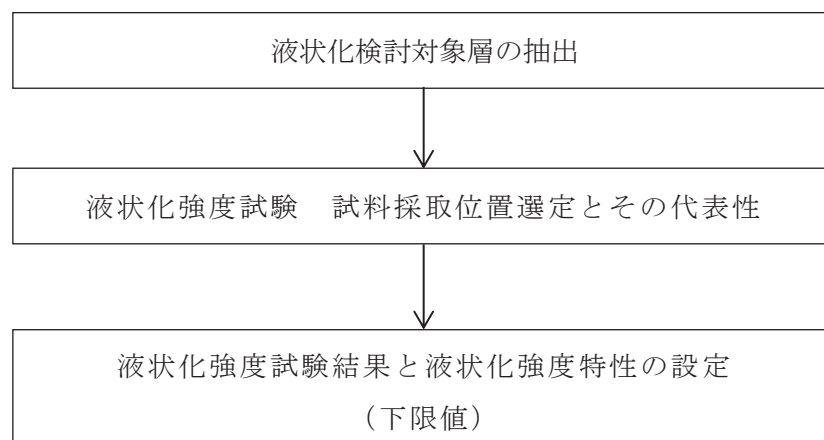 液状化検討対象層の抽出
液状化強度試験　試料採取位置選定とその代表性
液状化強度試験結果と液状化強度特性の設定
（下限値）